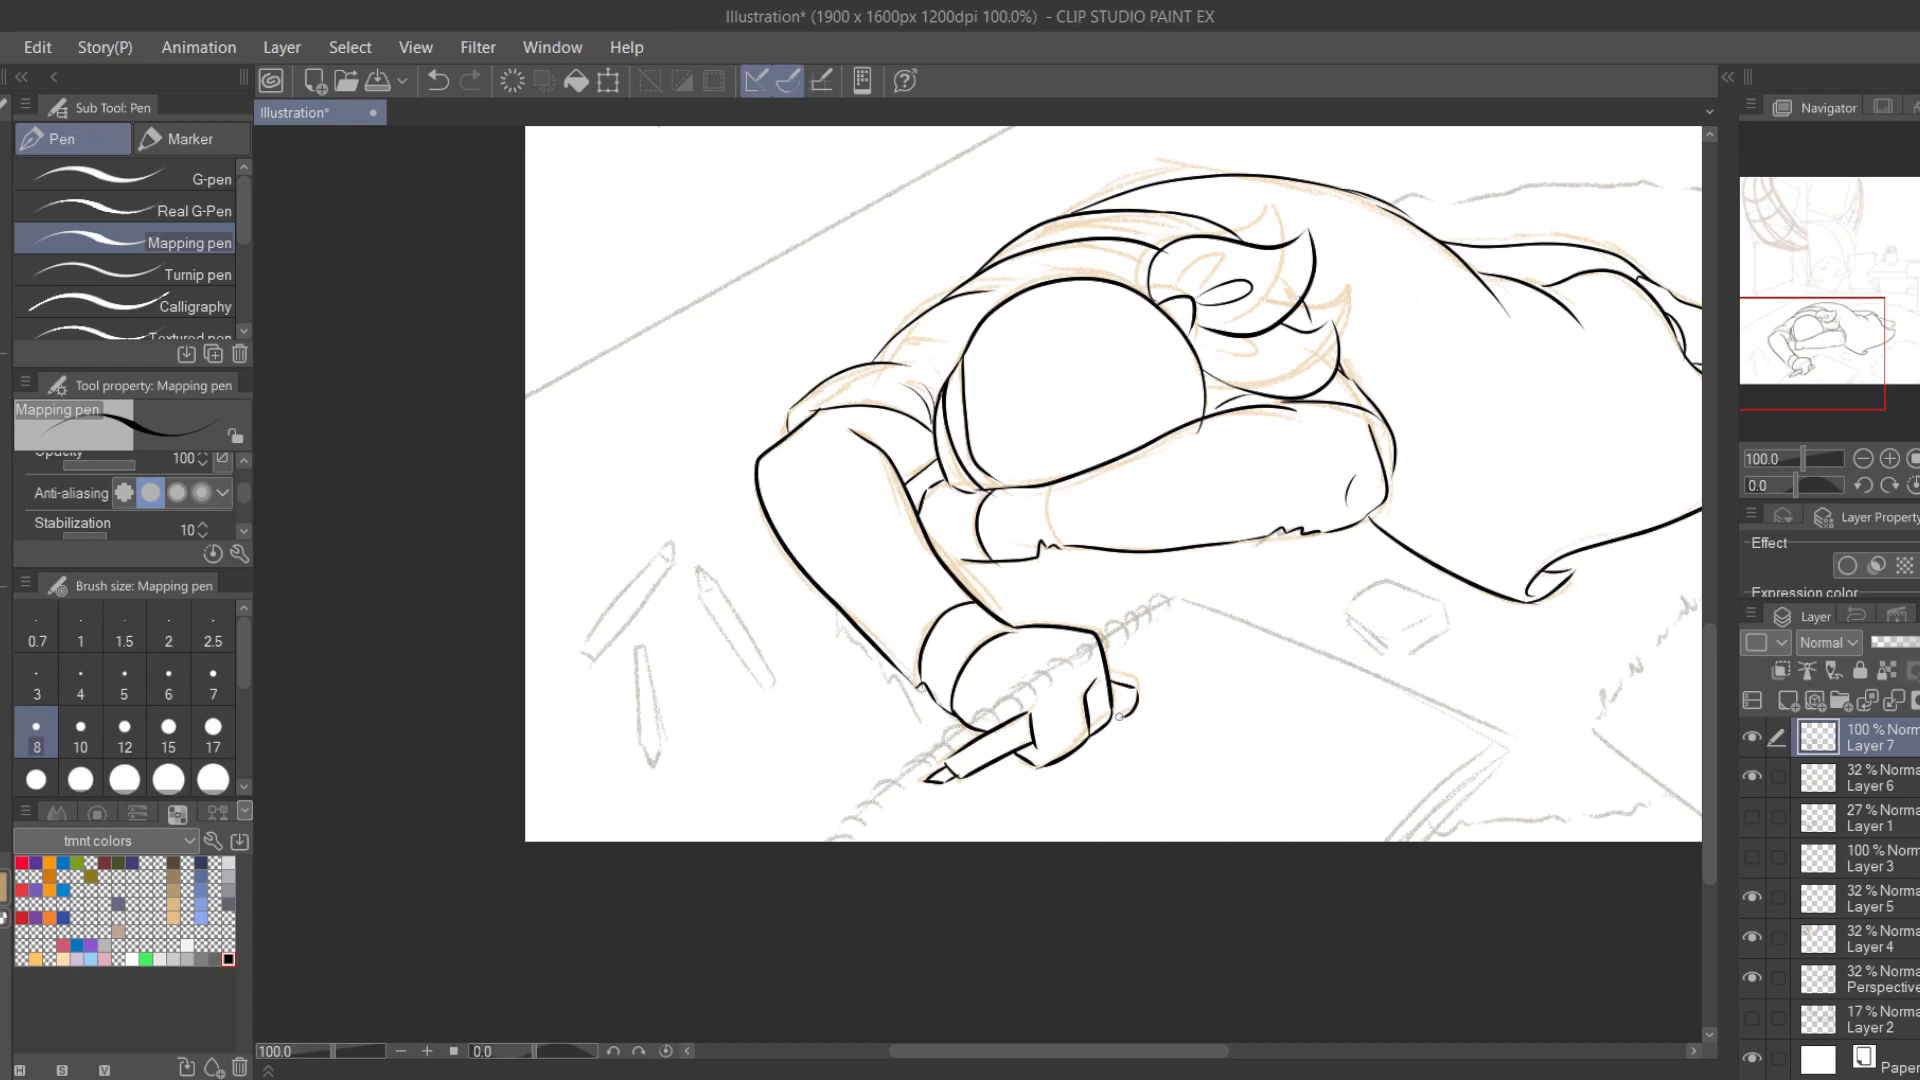 Illustration* (1900 x 1600px 1200dpi 100.0%) - CLIP STUDIO PAINT EX
Edit Story(P) Animation Layer Select View Filter Window Help
Sub Tool: Pen
Illustration*
Navigator
Pen Marker
G-pen
Real G-Pen
Mapping pen
Turnip pen
Calligraphy
Textured pen
Tool property: Mapping pen
Mapping pen
Opacity 100
Anti-aliasing
Stabilization 10
100.0
0.0
Layer Property
Effect
Expression color
Brush size: Mapping pen
0.7 1 1.5 2 2.5
3 4 5 6 7
8 10 12 15 17
Layer
Normal
100 % Norma
Layer 7
32 % Norma
Layer 6
27 % Norma
Layer 1
100 % Norma
Layer 3
32 % Norma
Layer 5
32 % Norma
Layer 4
32 % Norma
Perspective
17 % Norma
Layer 2
Paper
tmnt colors
H S V
100.0 0.0